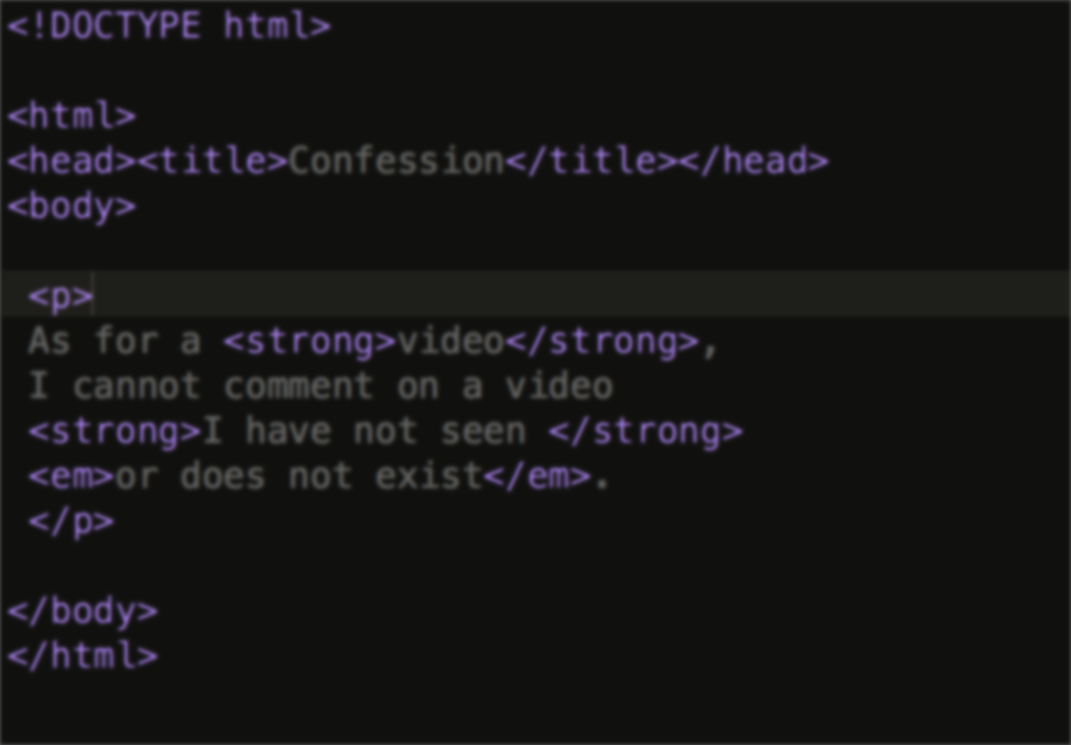 <!DOCTYPE html>
<html>
<head><title>Confession</title></head>
<body>
<p>
As for a <strong>video</strong>,
I cannot comment on a video
<strong>I have not seen </strong>
<em>or does not exist</em>.
</p>
</body>
</html>